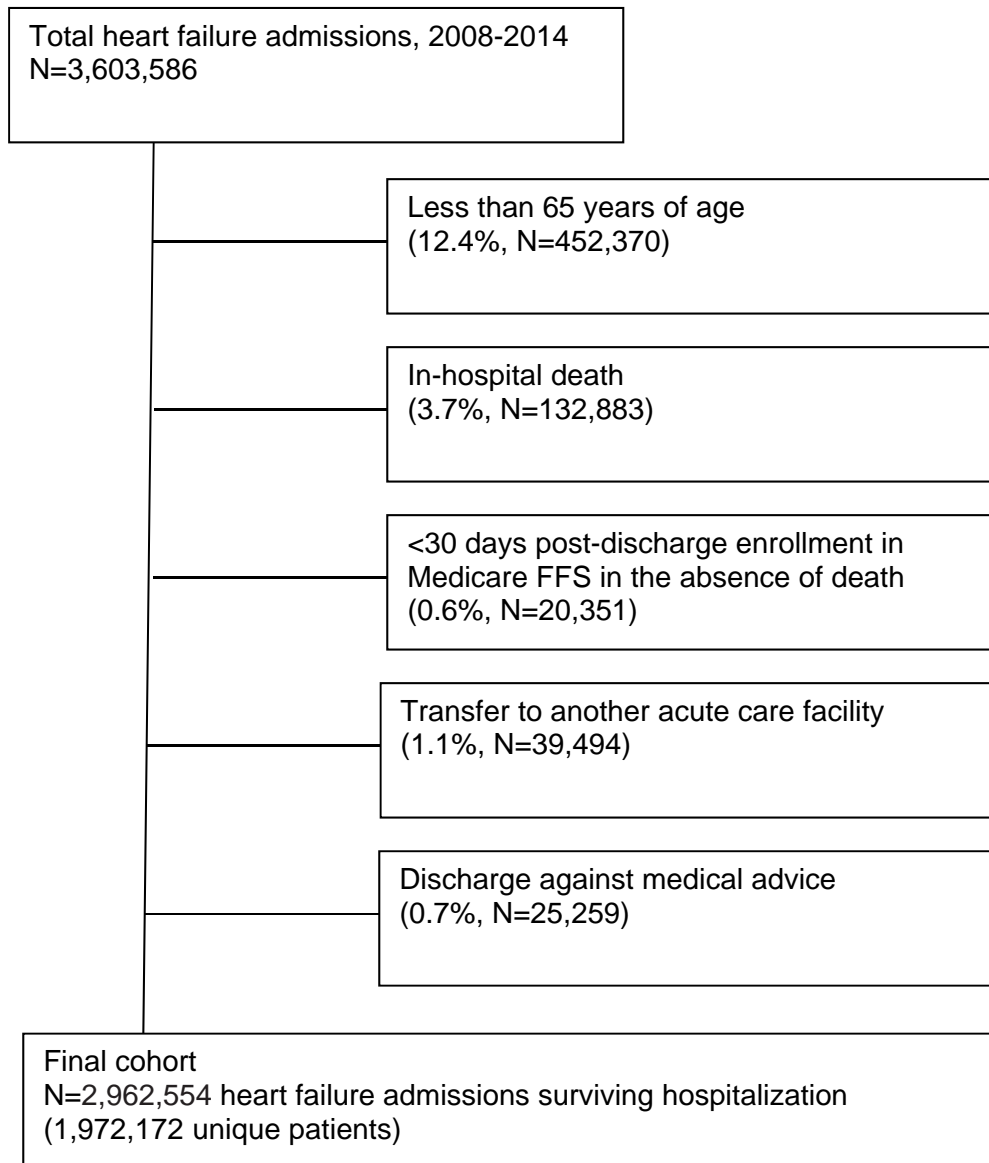 Total heart failure admissions, 2008-2014
N=3,603,586
Less than 65 years of age
(12.4%, N=452,370)
In-hospital death
(3.7%, N=132,883)
<30 days post-discharge enrollment in
Medicare FFS in the absence of death
(0.6%, N=20,351)
Transfer to another acute care facility
(1.1%, N=39,494)
Discharge against medical advice
(0.7%, N=25,259)
Final cohort
N=2,962,554 heart failure admissions surviving hospitalization
(1,972,172 unique patients)